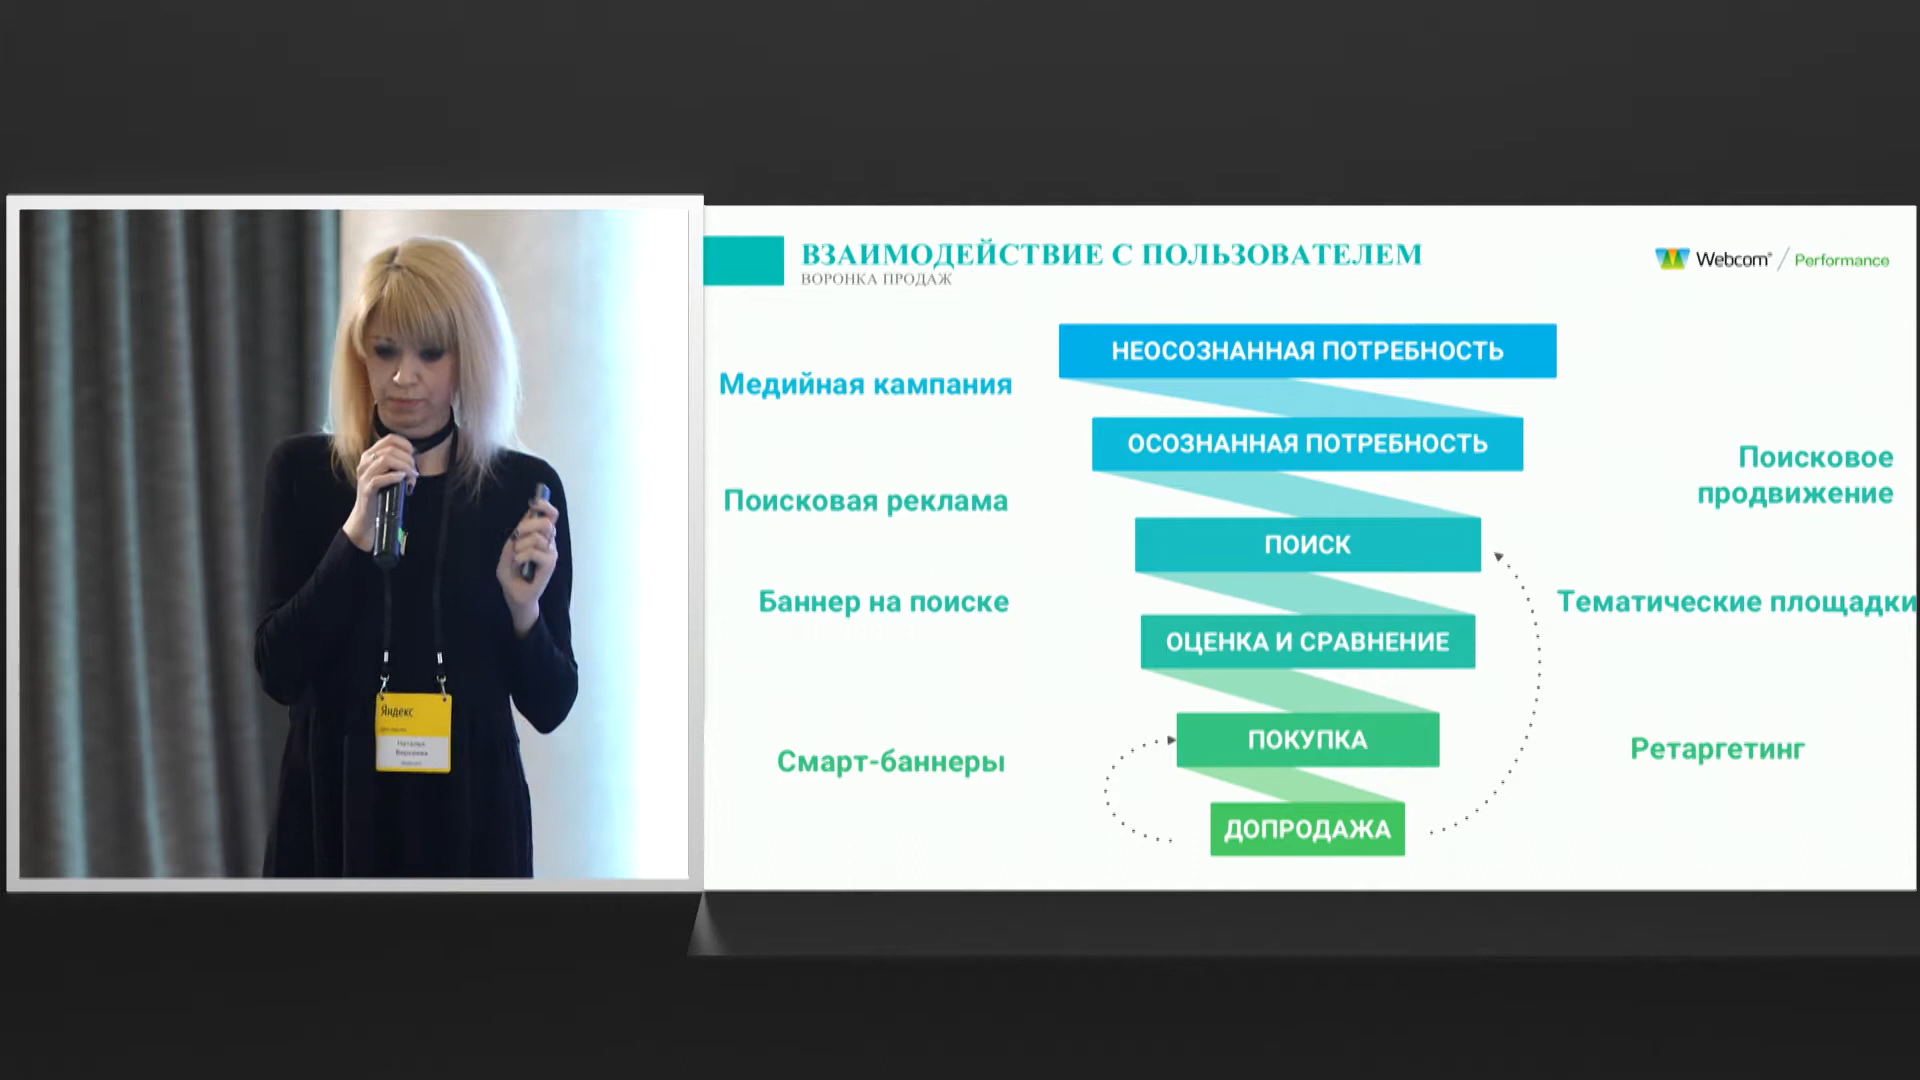 ВЗАИМОДЕЙСТВИЕ С ПОЛЬЗОВАТЕЛЕМ
ВОРОНКА ПРОДАЖ
Webcom / Performance
НЕОСОЗНАННАЯ ПОТРЕБНОСТЬ
Медийная кампания
ОСОЗНАННАЯ ПОТРЕБНОСТЬ
Поисковое
продвижение
Поисковая реклама
ПОИСК
Баннер на поиске
Тематические площадки
ОЦЕНКА И СРАВНЕНИЕ
ПОКУПКА
Смарт-баннеры
Ретаргетинг
ДОПРОДАЖА
Яндекс
Наталья